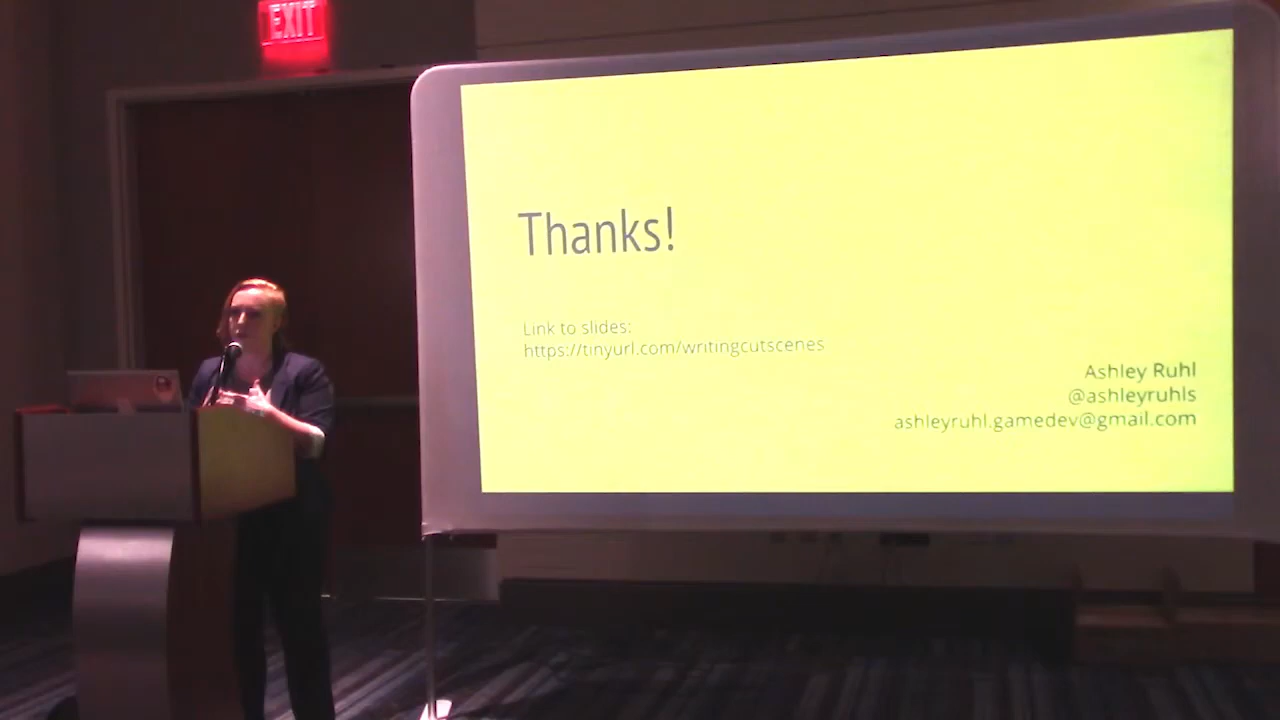 EXIT
Thanks!
Link to slides:
https://tinyurl.com/writingcutscenes
Ashley Ruhl
@ashleyruhls
ashleyruhl.gamedev@gmail.com